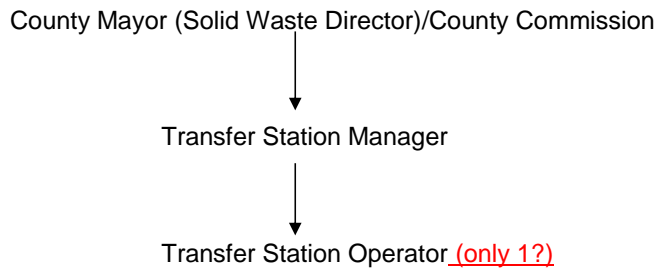 County Mayor (Solid Waste Director)/County Commission
Transfer Station Manager
Transfer Station Operator (only 1?)